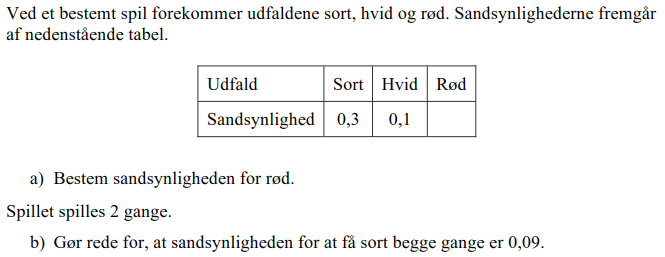 Ved et bestemt spil forekommer udfaldene sort, hvid og rød. Sandsynlighederne fremgår
af nedenstående tabel.
Udfald Sort Hvid Rød
Sandsynlighed 0,3 0,1
a) Bestem sandsynligheden for rød.
Spillet spilles 2 gange.
b) Gør rede for, at sandsynligheden for at få sort begge gange er 0,09.